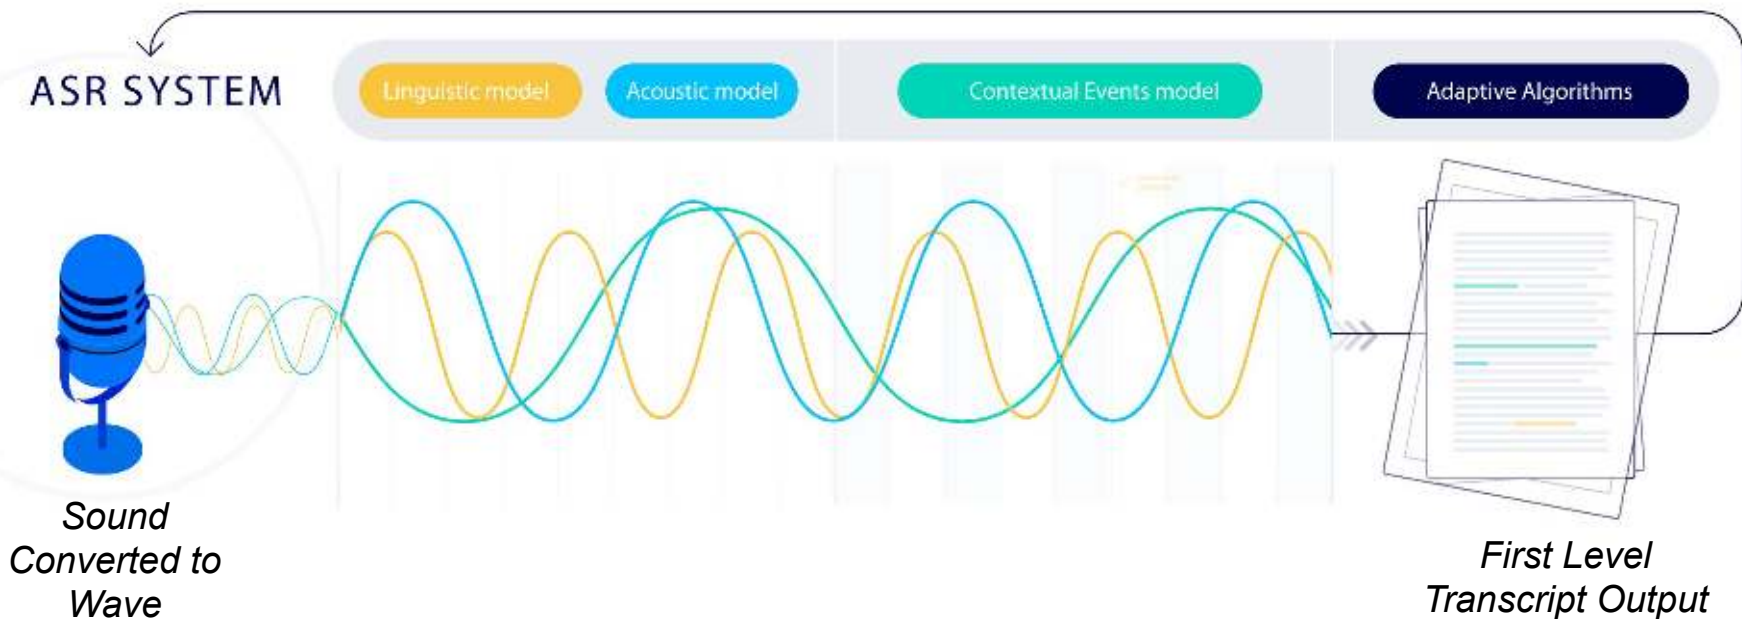 ASR SYSTEM
Linguistic model
Acoustic model
Contextual Events model
Adaptive Algorithms
Sound
Converted to
Wave
First Level
Transcript Output